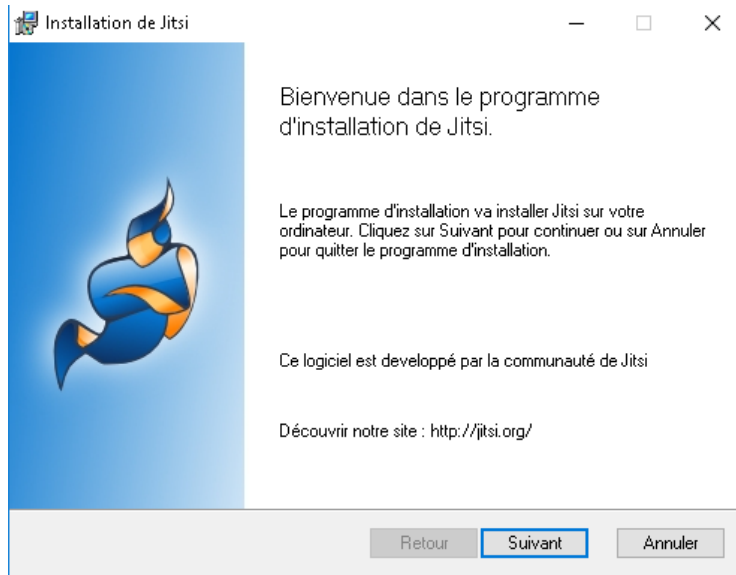 Installation de Jitsi
Bienvenue dans le programme
d'installation de Jitsi.
Le programme d'installation va installer Jitsi sur votre
ordinateur. Cliquez sur Suivant pour continuer ou sur Annuler
pour quitter le programme d'installation.
Ce logiciel est developpé par la communauté de Jitsi
Découvrir notre site : http://jitsi.org/
Retour Suivant Annuler